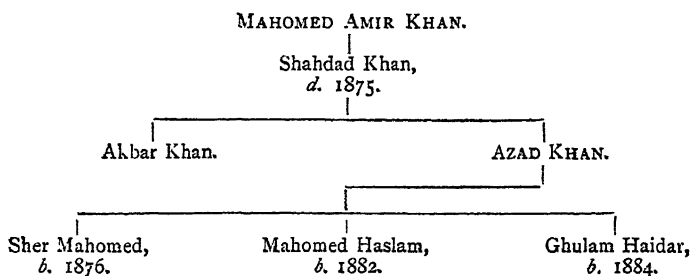 MAHOMED AMIR KHAN.
Shahdad Khan,
d. 1875.
Akbar Khan. AZAD KHAN.
Sher Mahomed, Mahomed Haslam, Ghulam Haidar,
b. 1876. b. 1882. b. 1884.